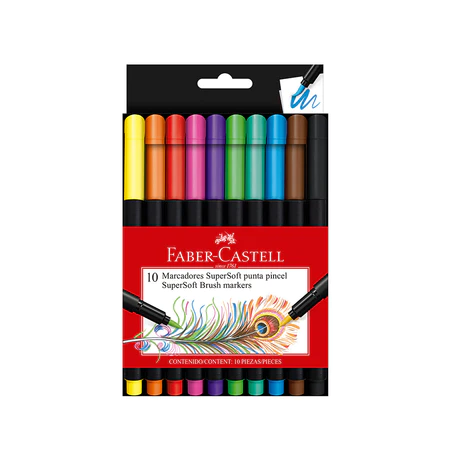 FABER-CASTELL
since 1761
10 Marcadores SuperSoft punta pincel
SuperSoft Brush markers
CONTENIDO/CONTENT: 10 PIEZAS/PIECES